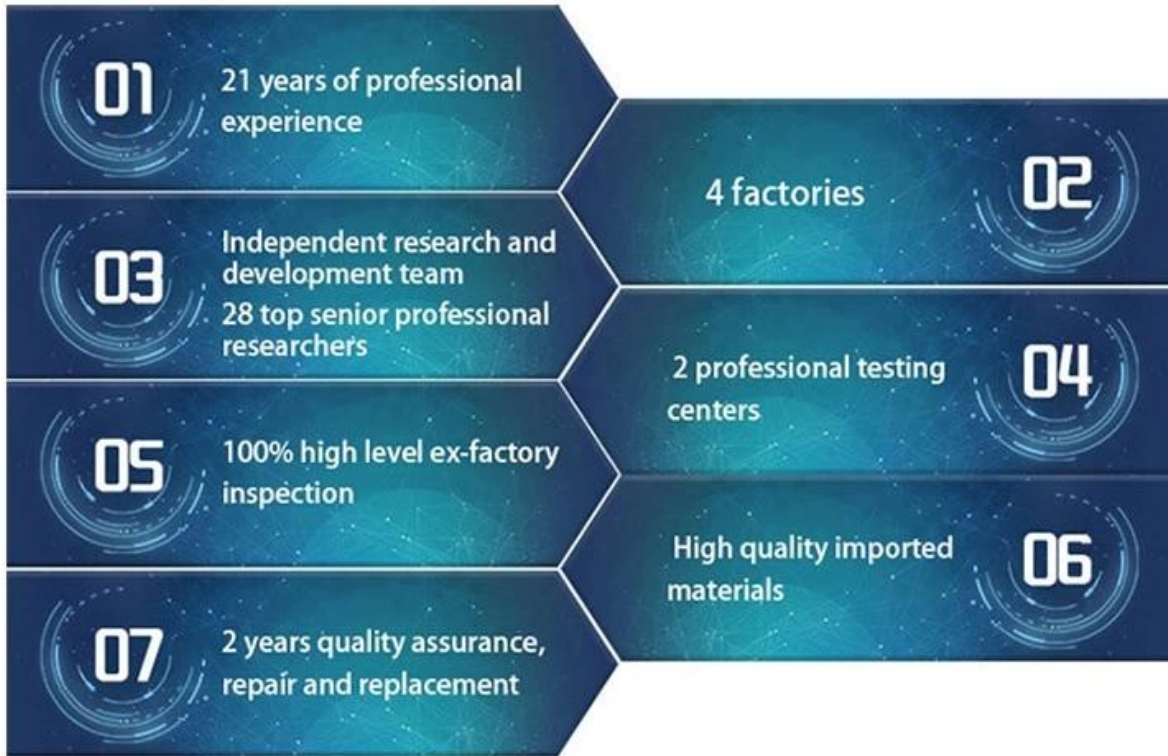 01
21 years of professional
experience
02
4 factories
03
Independent research and
development team
28 top senior professional
researchers
04
2 professional testing
centers
05
100% high level ex-factory
inspection
06
High quality imported
materials
07
2 years quality assurance,
repair and replacement